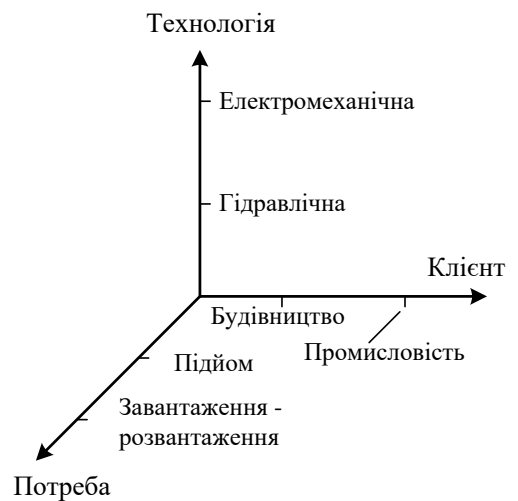 Технологія
Електромеханічна
Гідравлічна
Клієнт
Будівництво
Промисловість
Підйом
Завантаження -
розвантаження
Потреба